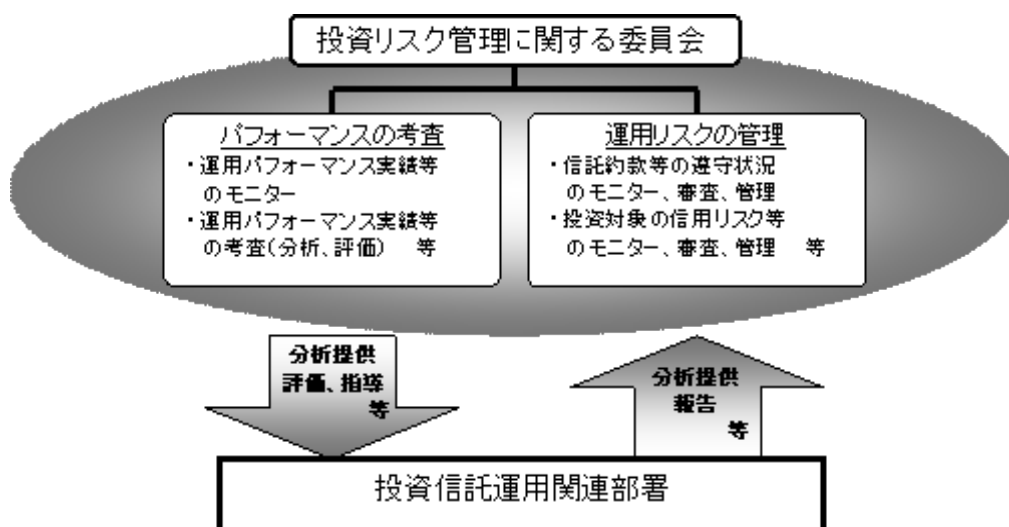 投資リスク管理に関する委員会
パフォーマンスの考査
・運用パフォーマンス実績等
のモニター
・運用パフォーマンス実績等
の考査(分析、評価) 等
運用リスクの管理
・信託約款等の遵守状況
のモニター、審査、管理
・投資対象の信用リスク等
のモニター、審査、管理 等
分析提供
評価、指導
等
分析提供
報告
等
投資信託運用関連部署